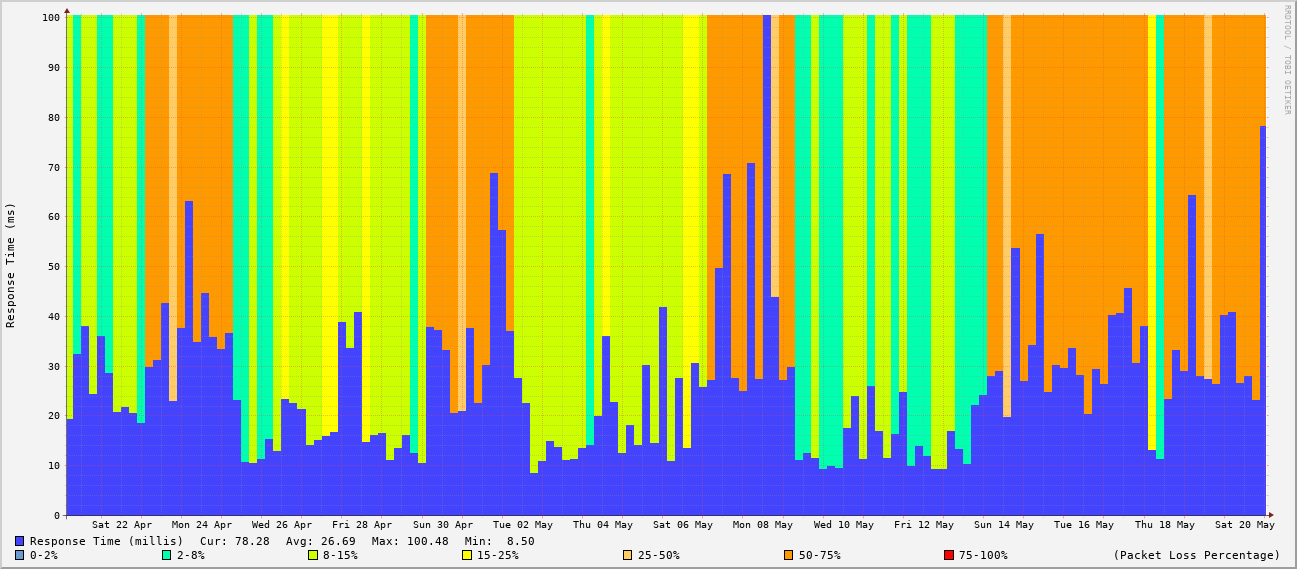 RRDTOOL / TOBI OETIKER
Response Time (ms)
100
90
80
70
60
50
40
30
20
10
0
Sat 22 Apr Mon 24 Apr Wed 26 Apr Fri 28 Apr Sun 30 Apr Tue 02 May Thu 04 May Sat 06 May Mon 08 May Wed 10 May Fri 12 May Sun 14 May Tue 16 May Thu 18 May Sat 20 May
Response Time (millis) Cur: 78.28 Avg: 26.69 Max: 100.48 Min: 8.50
0-2% 2-8% 8-15% 15-25% 25-50% 50-75% 75-100% (Packet Loss Percentage)